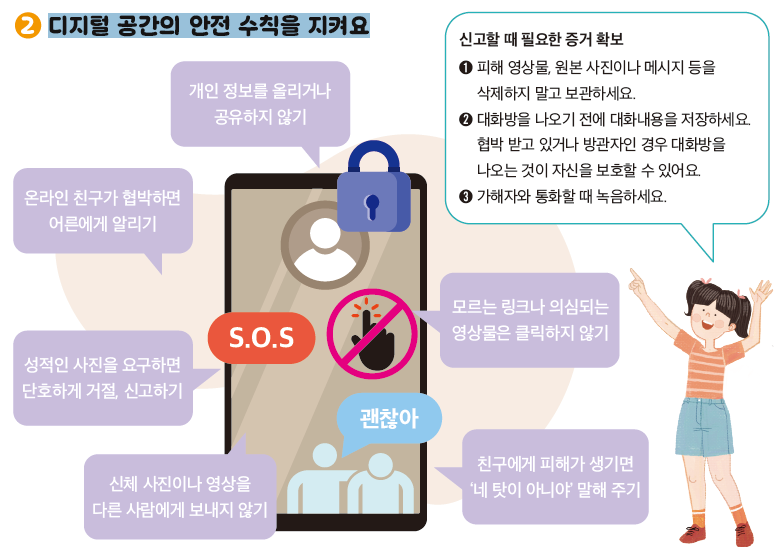 2 디지털 공간의 안전 수칙을 지켜요
신고할 때 필요한 증거 확보
❶ 피해 영상물, 원본 사진이나 메시지 등을
삭제하지 말고 보관하세요.
❷ 대화방을 나오기 전에 대화내용을 저장하세요.
협박 받고 있거나 방관자인 경우 대화방을
나오는 것이 자신을 보호할 수 있어요.
❸ 가해자와 통화할 때 녹음하세요.
개인 정보를 올리거나
공유하지 않기
온라인 친구가 협박하면
어른에게 알리기
모르는 링크나 의심되는
영상물은 클릭하지 않기
S.O.S
성적인 사진을 요구하면
단호하게 거절, 신고하기
괜찮아
신체 사진이나 영상을
다른 사람에게 보내지 않기
친구에게 피해가 생기면
‘네 탓이 아니야’ 말해 주기